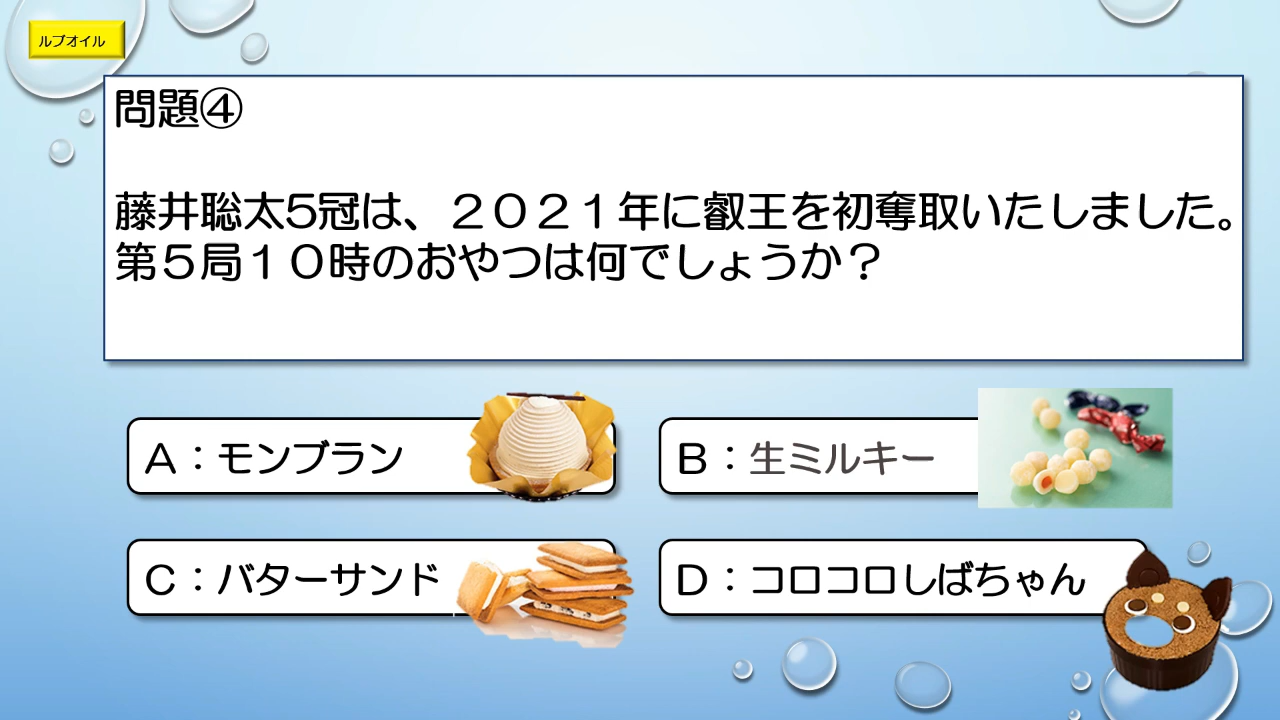 ルブオイル
問題④
藤井聡太5冠は、２０２１年に叡王を初奪取いたしました。
第５局１０時のおやつは何でしょうか？
Ａ：モンブラン
Ｂ：生ミルキー
Ｃ：バターサンド
Ｄ：コロコロしばちゃん